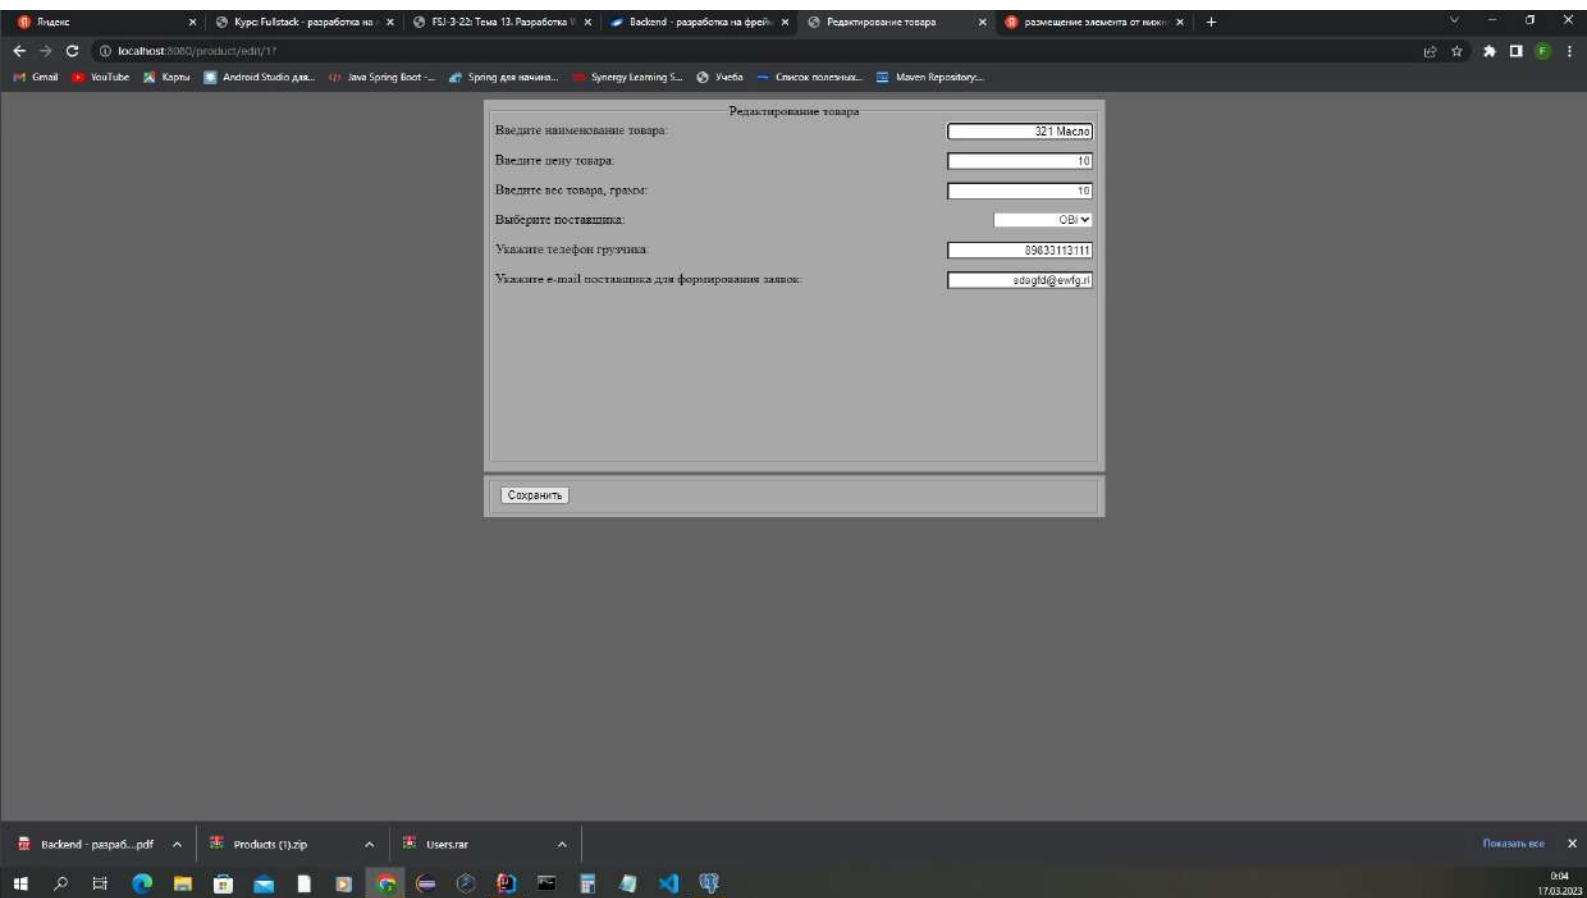 Яндекс
Курс: Fullstack - разработка на
FSJ-3-22: Тема 13. Разработка
Backend - разработка на фрей
Редактирование товара
размещение элемента от нижн
localhost:8080/product/edit/17
Gmail
YouTube
Карты
Android Studio для...
Java Spring Boot -...
Spring для начина...
Synergy Learning S...
Учеба
Список полезных...
Maven Repository:...
Редактирование товара
Введите наименование товара:
321 Масло
Введите цену товара:
10
Введите вес товара, грамм:
10
Выберите поставщика:
OBi
Укажите телефон грузчика:
89833113111
Укажите e-mail поставщика для формирования заявок:
sdagfd@ewfg.ri
Сохранить
Backend - разраб....pdf
Products (1).zip
Users.rar
Показать все
0:04
17.03.2023